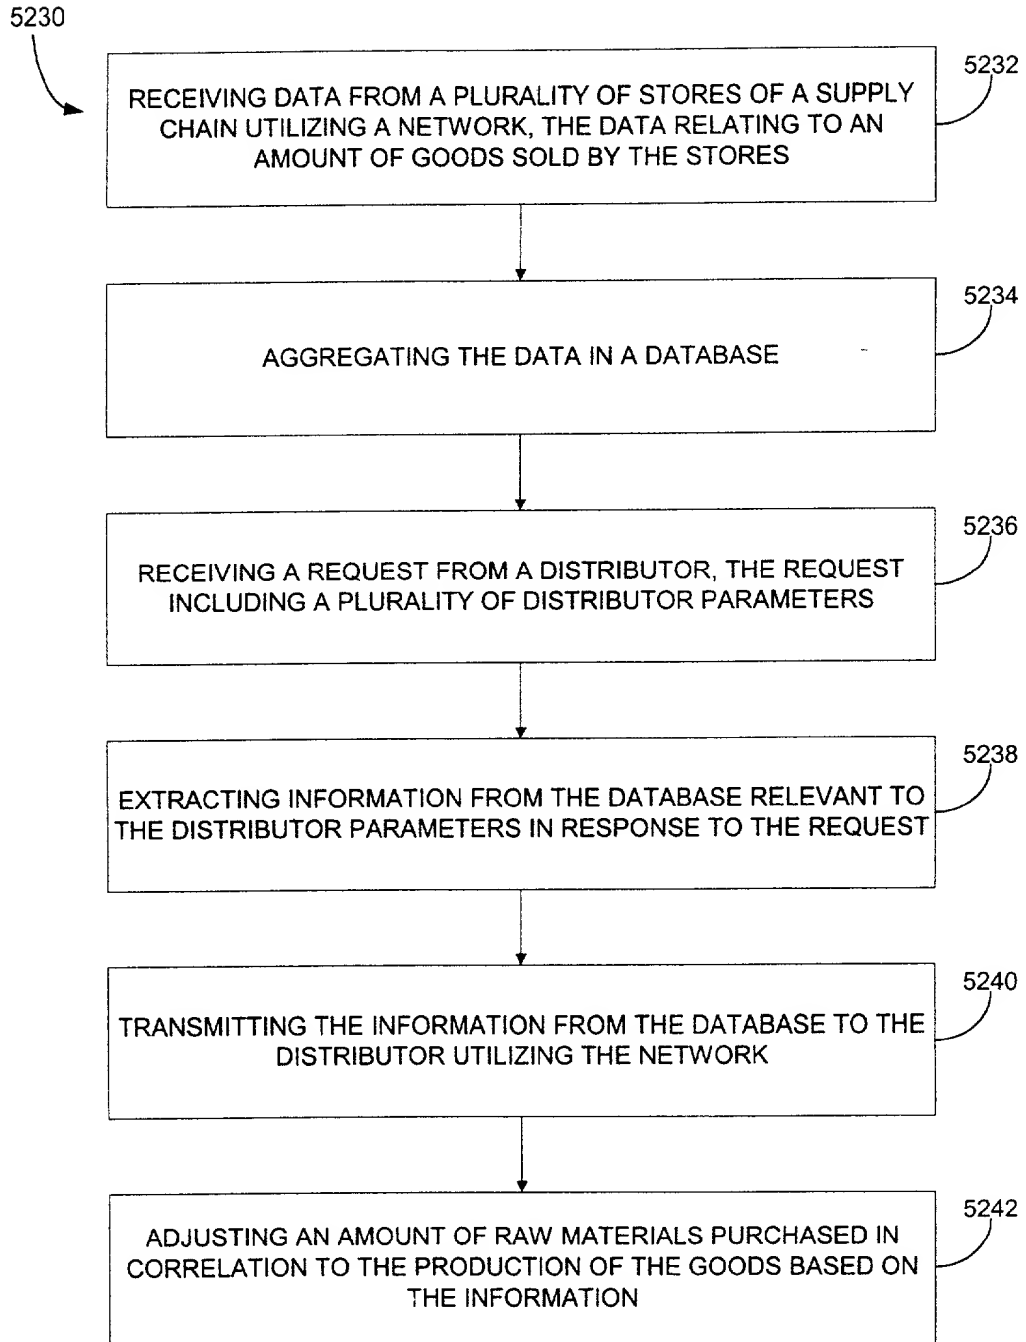 5230
5232
RECEIVING DATA FROM A PLURALITY OF STORES OF A SUPPLY
CHAIN UTILIZING A NETWORK, THE DATA RELATING TO AN
AMOUNT OF GOODS SOLD BY THE STORES
5234
AGGREGATING THE DATA IN A DATABASE
5236
RECEIVING A REQUEST FROM A DISTRIBUTOR, THE REQUEST
INCLUDING A PLURALITY OF DISTRIBUTOR PARAMETERS
5238
EXTRACTING INFORMATION FROM THE DATABASE RELEVANT TO
THE DISTRIBUTOR PARAMETERS IN RESPONSE TO THE REQUEST
5240
TRANSMITTING THE INFORMATION FROM THE DATABASE TO THE
DISTRIBUTOR UTILIZING THE NETWORK
5242
ADJUSTING AN AMOUNT OF RAW MATERIALS PURCHASED IN
CORRELATION TO THE PRODUCTION OF THE GOODS BASED ON
THE INFORMATION